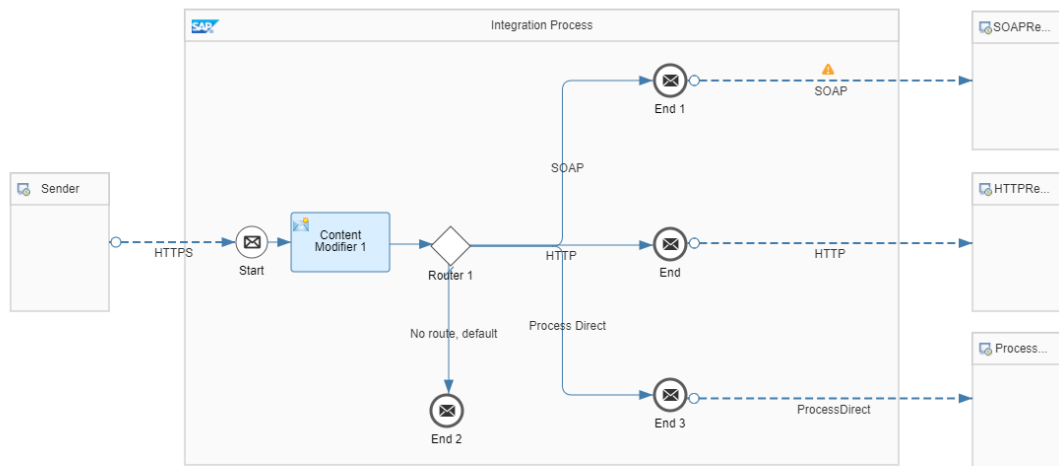 SAP
Integration Process
SOAPRe...
End 1
SOAP
SOAP
Sender
HTTPRe...
HTTPS
Start
Content
Modifier 1
Router 1
HTTP
End
HTTP
No route, default
Process Direct
Process...
End 2
End 3
ProcessDirect